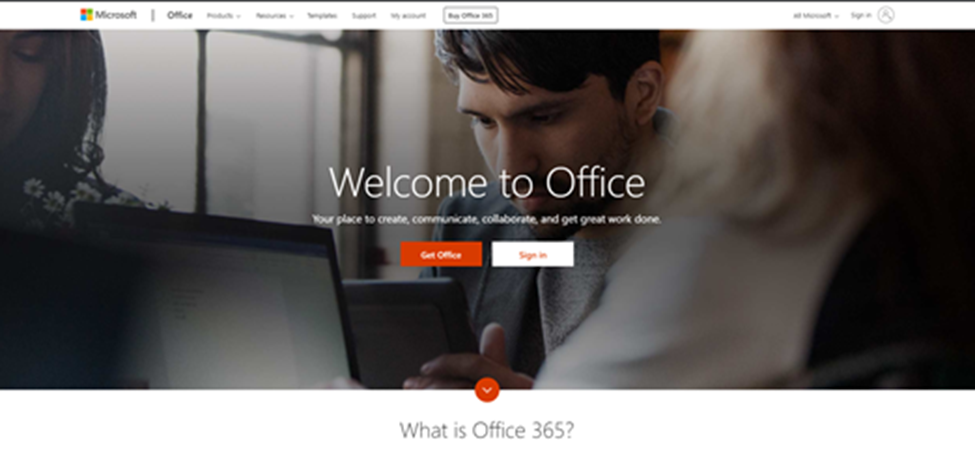 Microsoft | Office Products Resources Templates Support My account Buy Office 365 All Microsoft Sign in
Welcome to Office
Your place to create, communicate, collaborate, and get great work done.
Get Office Sign in
What is Office 365?